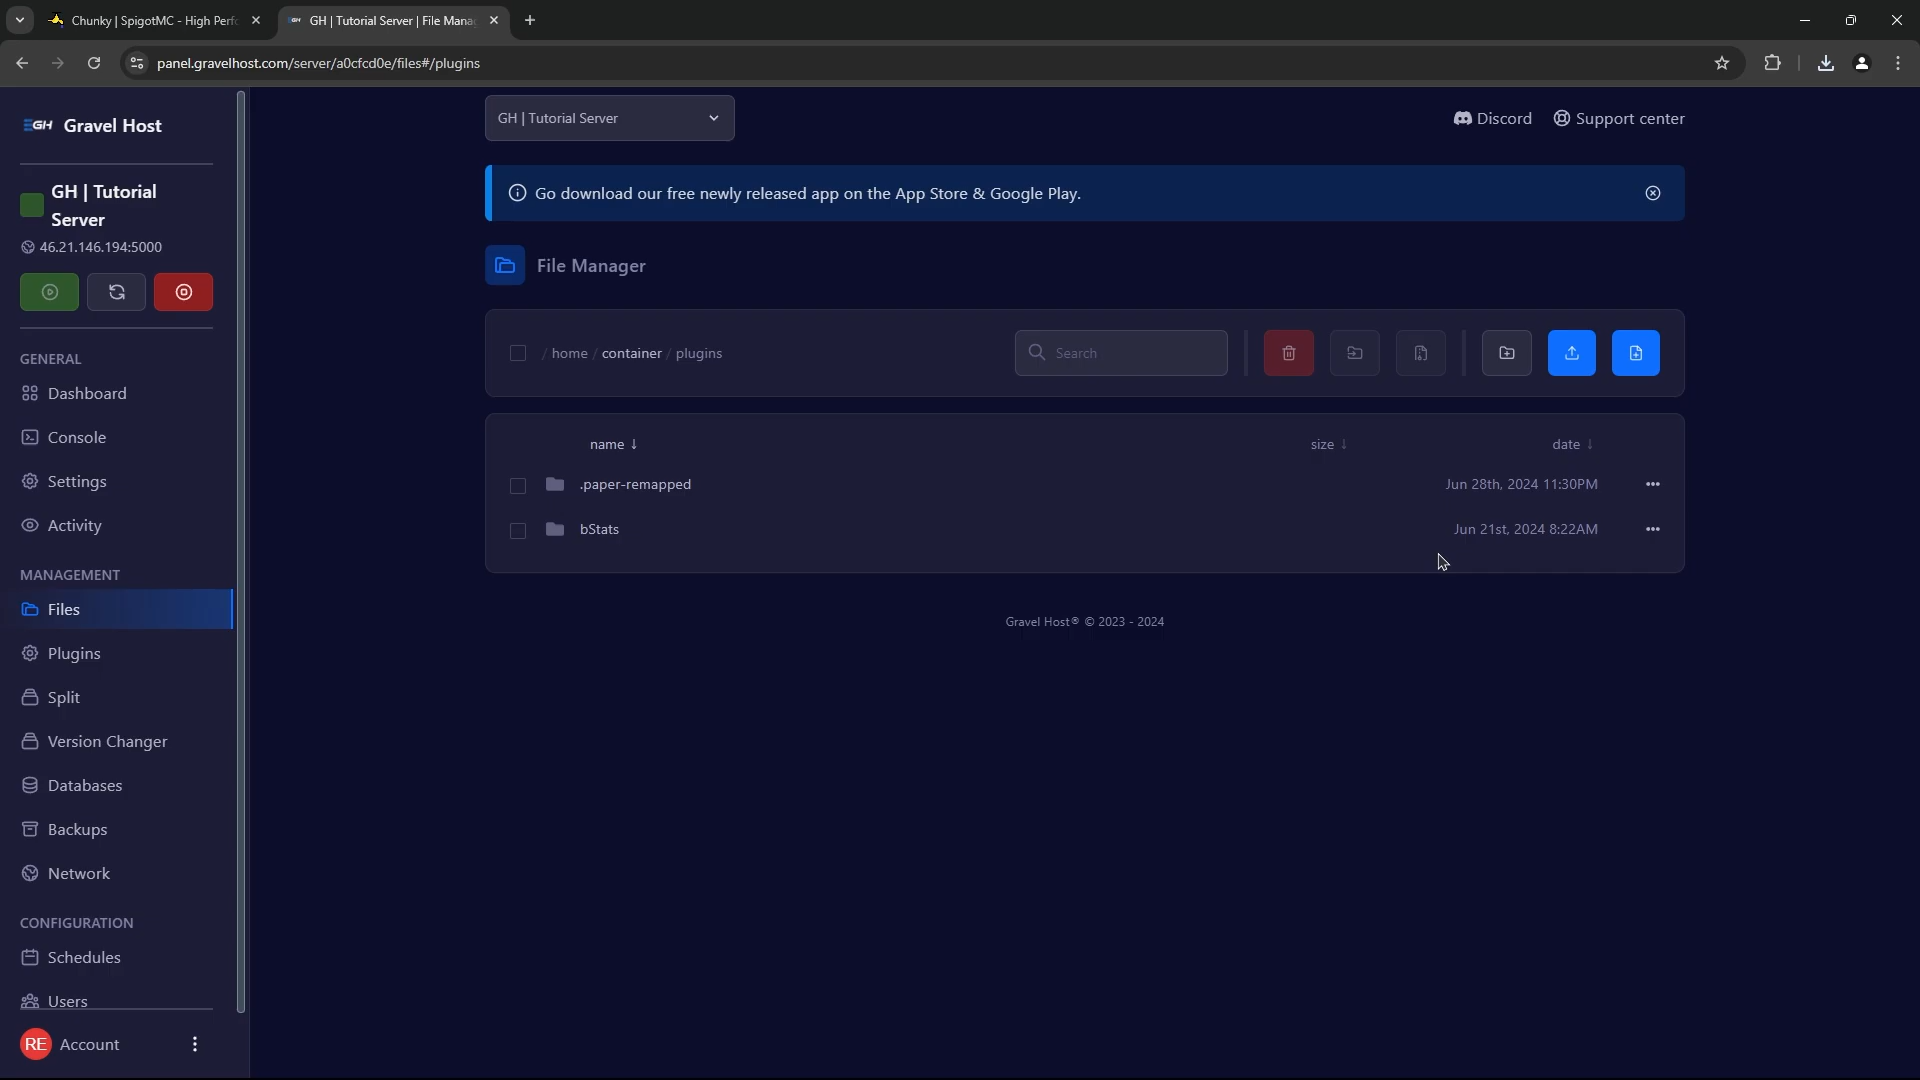 Chunky | SpigotMC - High Perfo
GH | Tutorial Server | File Manag
panel.gravelhost.com/server/a0cfcd0e/files#/plugins
GH Gravel Host
GH | Tutorial
Server
46.21.146.194:5000
GENERAL
Dashboard
Console
Settings
Activity
MANAGEMENT
Files
Plugins
Split
Version Changer
Databases
Backups
Network
CONFIGURATION
Schedules
Users
RE Account
GH | Tutorial Server
Discord Support center
Go download our free newly released app on the App Store & Google Play.
File Manager
/ home / container / plugins
Search
name ↓ size ↓ date ↓
.paper-remapped Jun 28th, 2024 11:30PM
bStats Jun 21st, 2024 8:22AM
Gravel Host® © 2023 - 2024